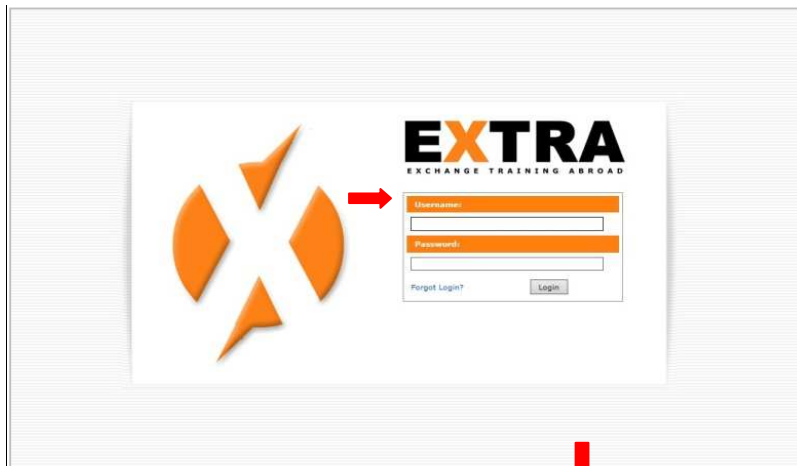 EXTRA
EXCHANGE TRAINING ABROAD
Username:
Password:
Forgot Login?
Login